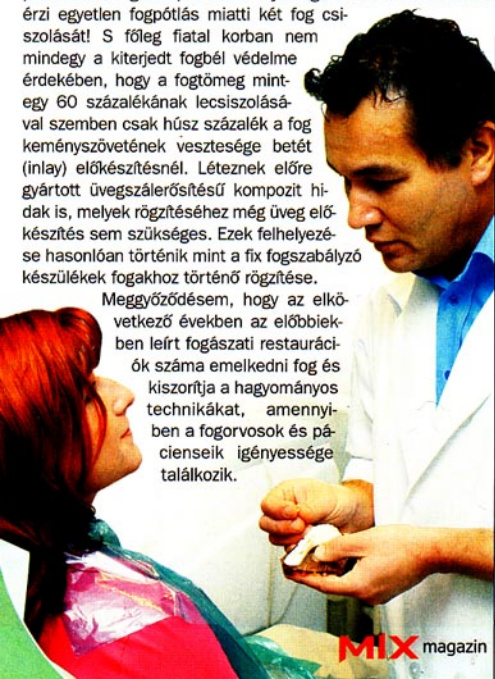 érzi egyetlen fogpótlás miatti két fog csi-
szolását! S főleg fiatal korban nem
mindegy a kiterjedt fogbél védelme
érdekében, hogy a fogtömeg mint-
egy 60 százalékának lecsiszolásá-
val szemben csak húsz százalék a fog
keményszövetének vesztesége betét
(inlay) előkészítésnél. Léteznek előre
gyártott üvegszálerősítésű kompozit hi-
dak is, melyek rögzítéséhez még üveg elő-
készítés sem szükséges. Ezek felhelyezé-
se hasonlóan történik mint a fix fogszabályzó
készülékek fogakhoz történő rögzítése.
Meggyőződésem, hogy az elkö-
vetkező években az előbbiek-
ben leírt fogászati restauráci-
ók száma emelkedni fog és
kiszorítja a hagyományos
technikákat, amennyi-
ben a fogorvosok és pá-
cienseik igényessége
találkozik.
MIX magazin